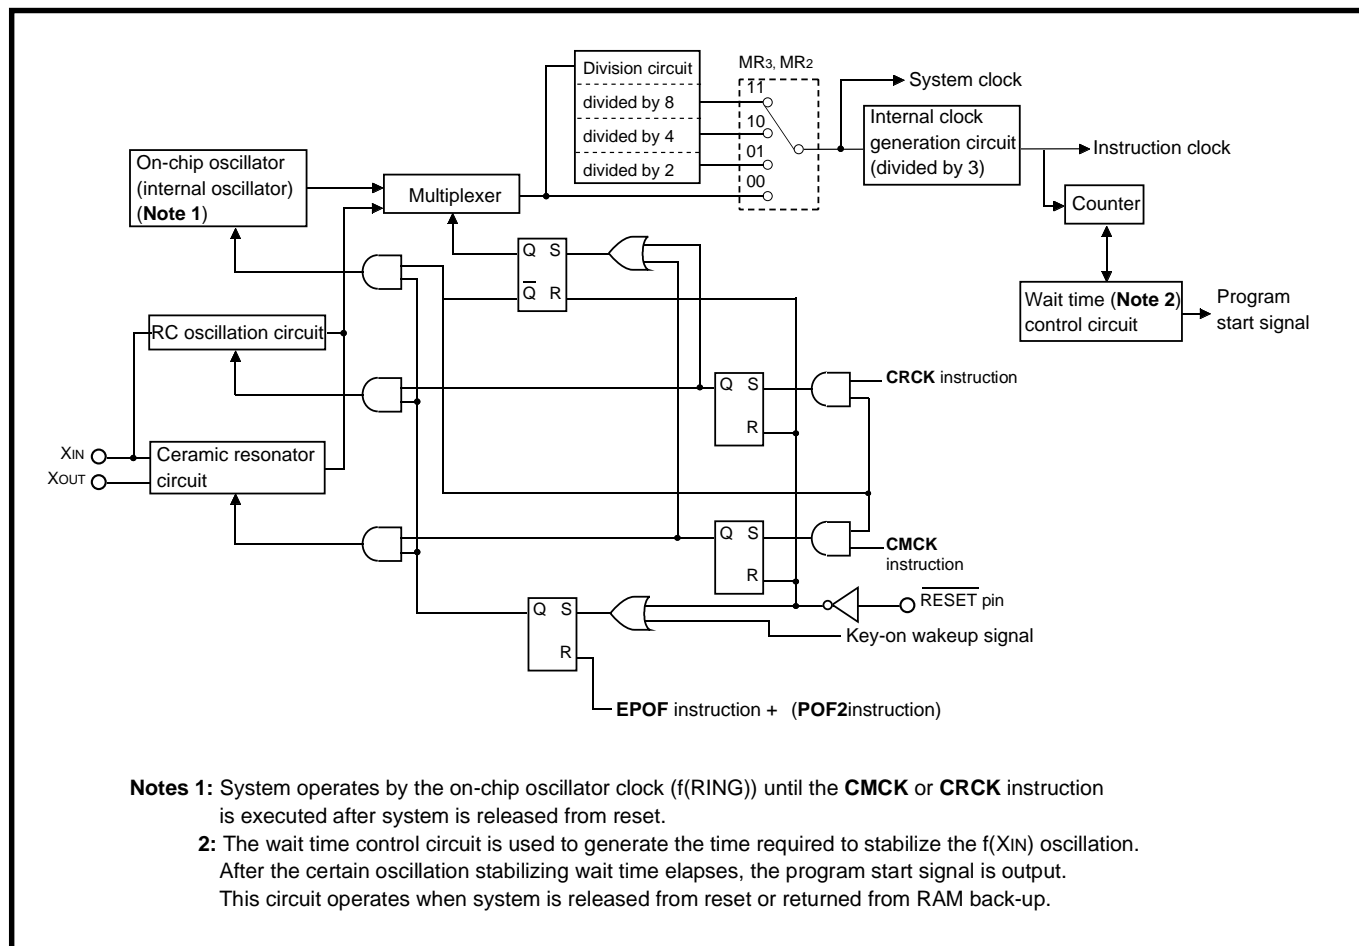 Division circuit
divided by 8
divided by 4
divided by 2
MR3, MR2
11
10
01
00
System clock
Internal clock
generation circuit
(divided by 3)
Instruction clock
On-chip oscillator
(internal oscillator)
(Note 1)
Multiplexer
Counter
Q S
Q R
Wait time (Note 2)
control circuit
Program
start signal
RC oscillation circuit
Q S
R
CRCK instruction
XIN
XOUT
Ceramic resonator
circuit
Q S
R
CMCK
instruction
RESET pin
Q S
R
Key-on wakeup signal
EPOF instruction + (POF2instruction)
Notes 1: System operates by the on-chip oscillator clock (f(RING)) until the CMCK or CRCK instruction
is executed after system is released from reset.
2: The wait time control circuit is used to generate the time required to stabilize the f(XIN) oscillation.
After the certain oscillation stabilizing wait time elapses, the program start signal is output.
This circuit operates when system is released from reset or returned from RAM back-up.